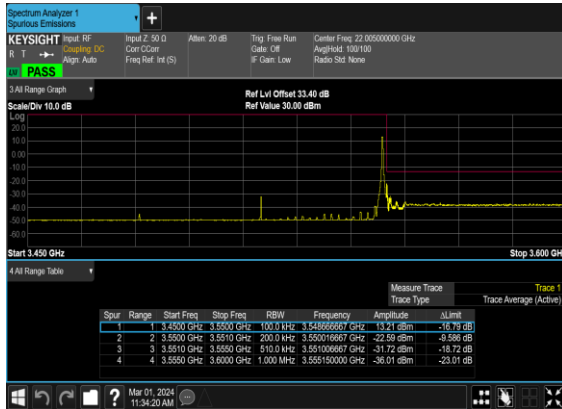 Spectrum Analyzer 1
Spurious Emissions
+
KEYSIGHT Input: RF Input Z: 50 Ω Atten: 20 dB Trig: Free Run Center Freq: 22.005000000 GHz
R T Coupling: DC Corr CCorr Gate: Off Avg|Hold: 100/100
Align: Auto Freq Ref: Int (S) IF Gain: Low Radio Std: None
PASS
3 All Range Graph
Ref Lvl Offset 33.40 dB
Scale/Div 10.0 dB Ref Value 30.00 dBm
Log
20.0
10.0
0.00
-10.0
-20.0
-30.0
-40.0
-50.0
-60.0
Start 3.450 GHz Stop 3.600 GH
4 All Range Table
Measure Trace Trace 1
Trace Type Trace Average (Active)
Spur Range Start Freq Stop Freq RBW Frequency Amplitude ΔLimit
1 1 3.4500 GHz 3.5500 GHz 100.0 kHz 3.548666667 GHz 13.21 dBm -16.79 dB
2 2 3.5500 GHz 3.5510 GHz 200.0 kHz 3.550016667 GHz -22.59 dBm -9.586 dB
3 3 3.5510 GHz 3.5550 GHz 510.0 kHz 3.551006667 GHz -31.72 dBm -18.72 dB
4 4 3.5550 GHz 3.6000 GHz 1.000 MHz 3.555150000 GHz -36.01 dBm -23.01 dB
? Mar 01, 2024
11:34:20 AM